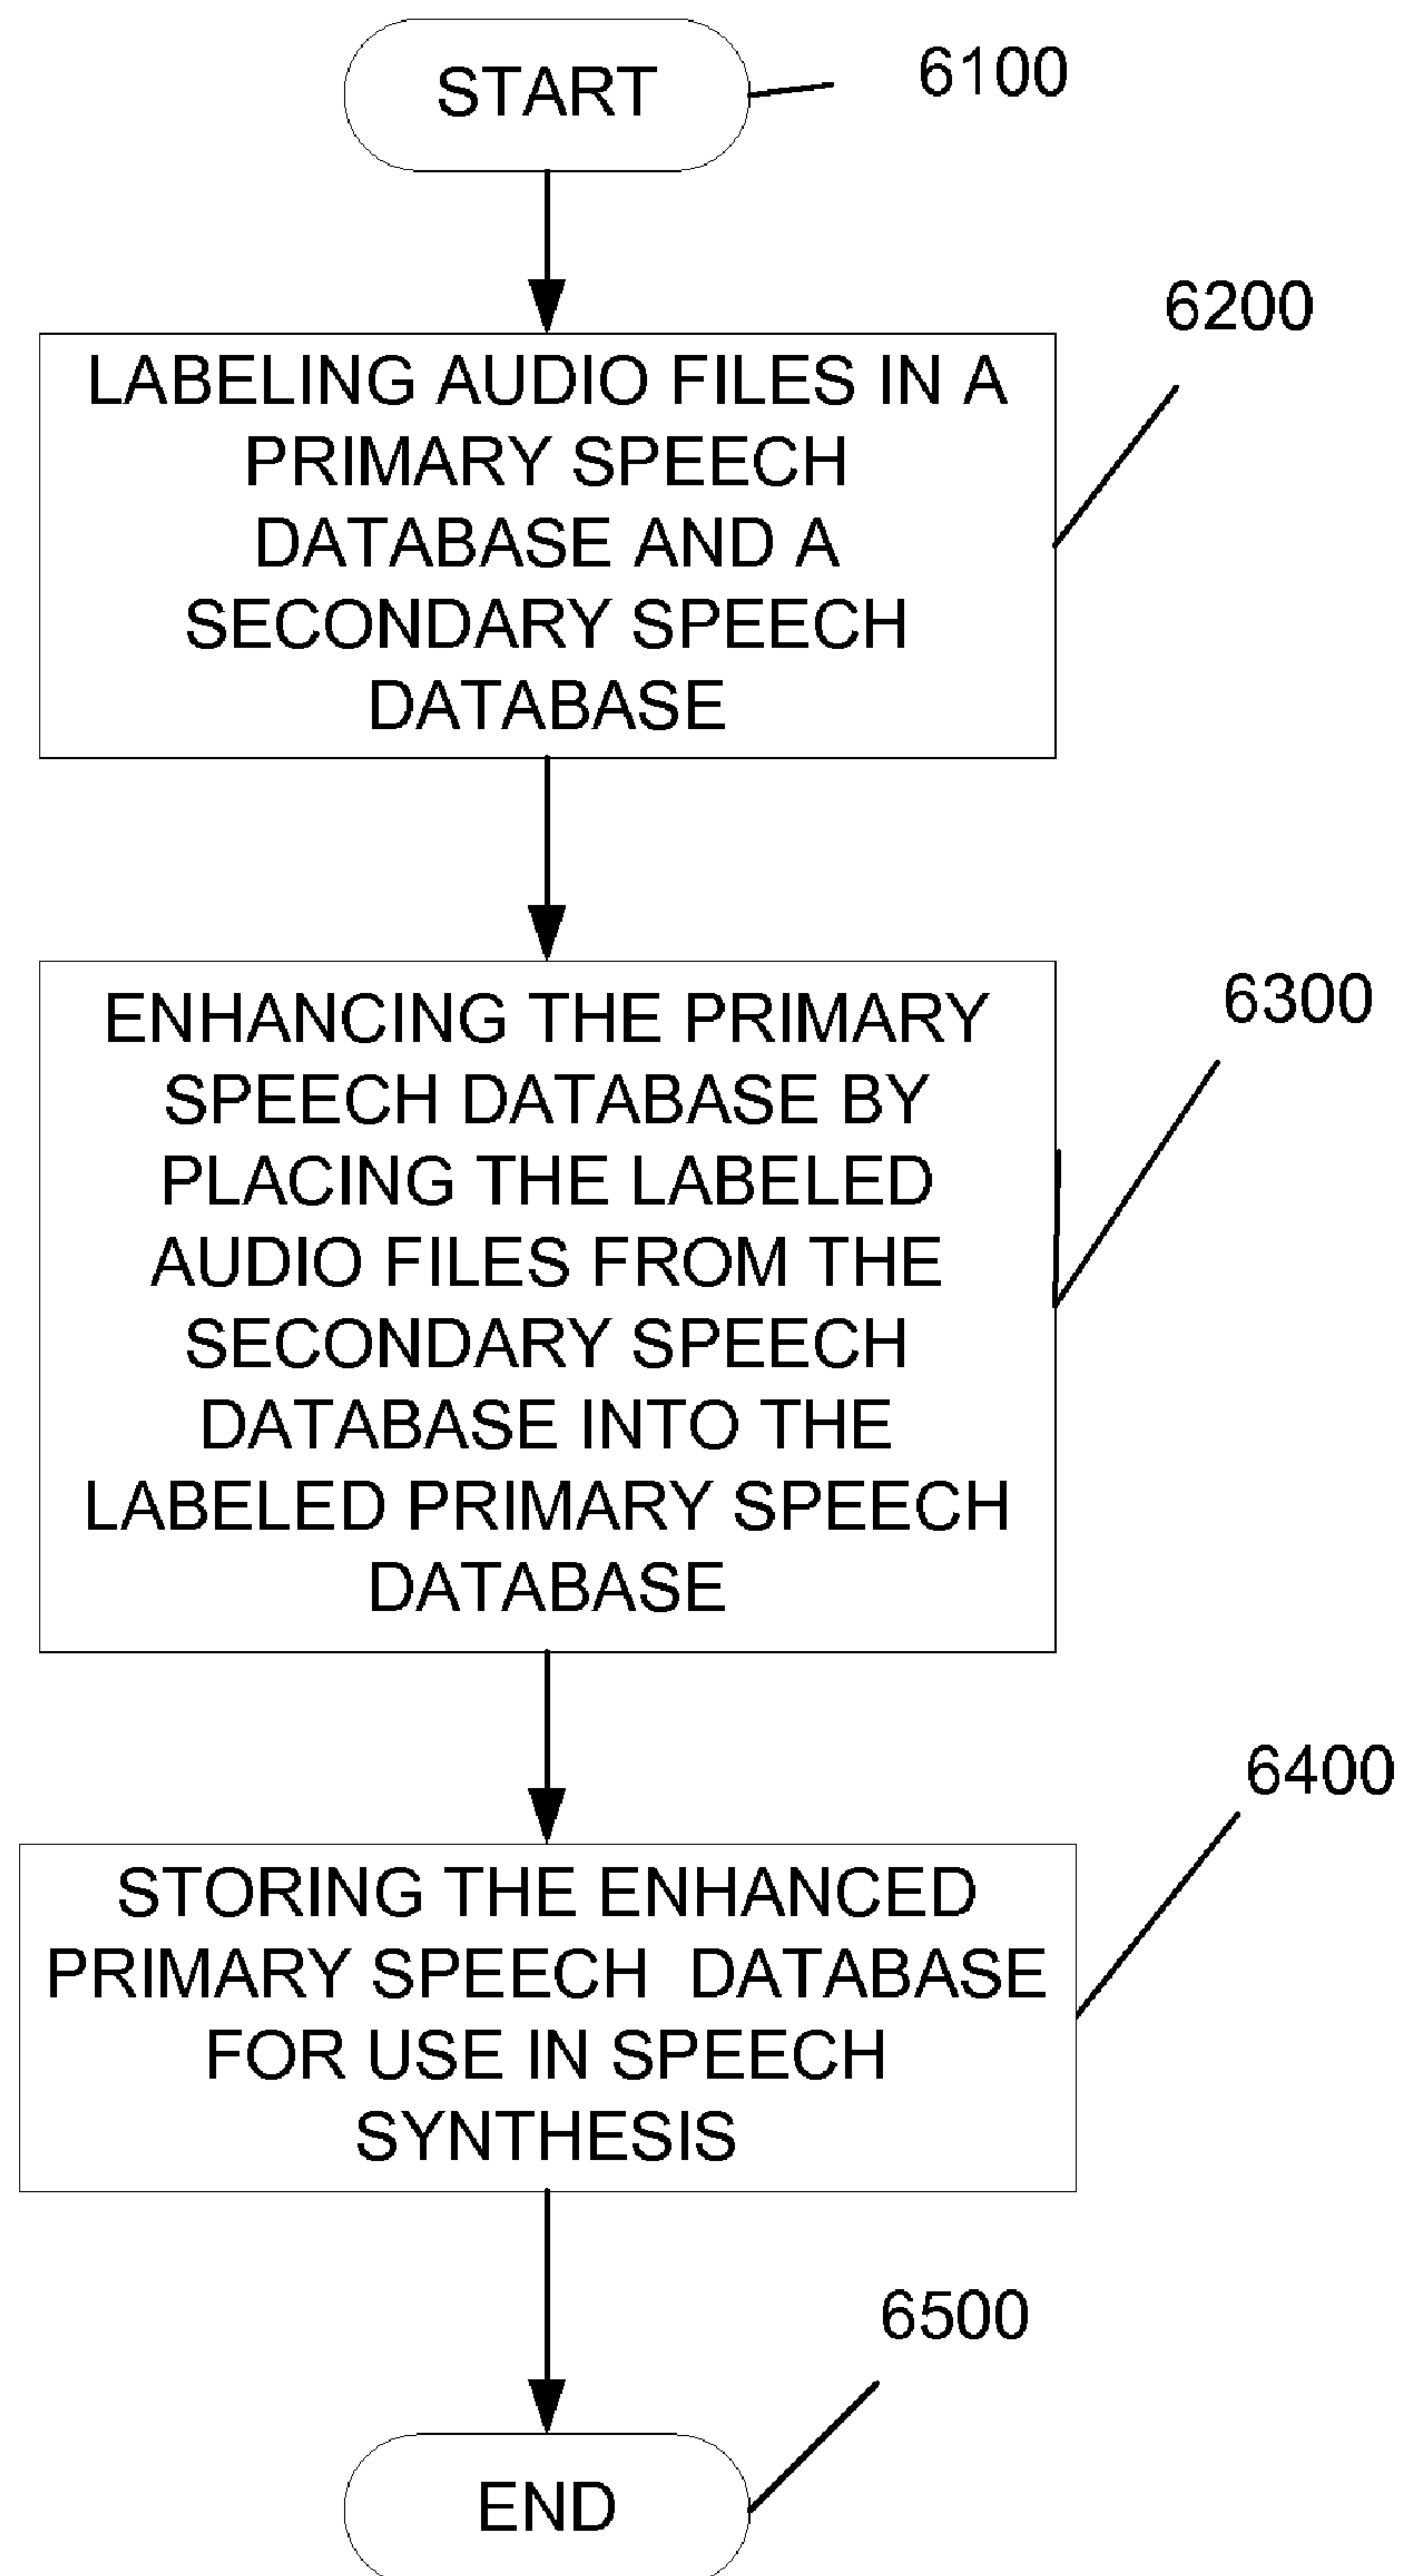 START
6100
6200
LABELING AUDIO FILES IN A
PRIMARY SPEECH
DATABASE AND A
SECONDARY SPEECH
DATABASE
6300
ENHANCING THE PRIMARY
SPEECH DATABASE BY
PLACING THE LABELED
AUDIO FILES FROM THE
SECONDARY SPEECH
DATABASE INTO THE
LABELED PRIMARY SPEECH
DATABASE
6400
STORING THE ENHANCED
PRIMARY SPEECH DATABASE
FOR USE IN SPEECH
SYNTHESIS
6500
END